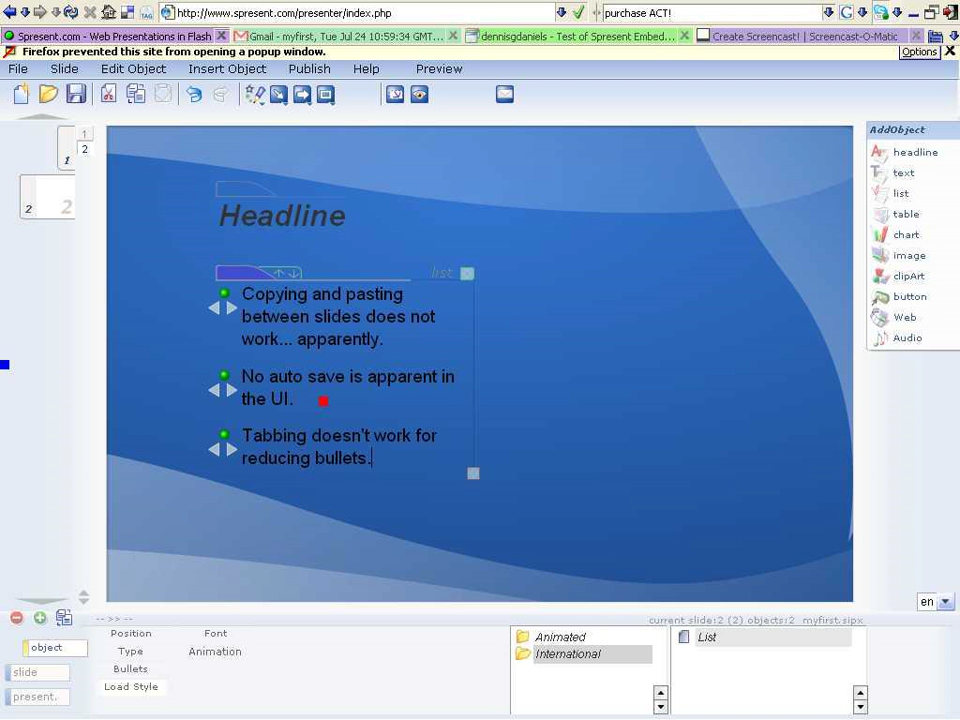 http://www.spresent.com/presenter/index.php
purchase ACT!
Spresent.com - Web Presentations in Flash
Gmail - myfirst, Tue Jul 24 10:59:34 GMT...
dennisgdaniels - Test of Spresent Embed...
Create Screencast! | Screencast-O-Matic
Firefox prevented this site from opening a popup window.
Options
File Slide Edit Object Insert Object Publish Help Preview
1
2
1
2
2
Headline
list
Copying and pasting
between slides does not
work... apparently.
No auto save is apparent in
the UI.
Tabbing doesn't work for
reducing bullets.
AddObject
headline
text
list
table
chart
image
clipArt
button
Web
Audio
en
-- >> --
current slide:2 (2) objects:2 myfirst.sipx
object
slide
present.
Position
Type
Bullets
Load Style
Font
Animation
Animated
International
List